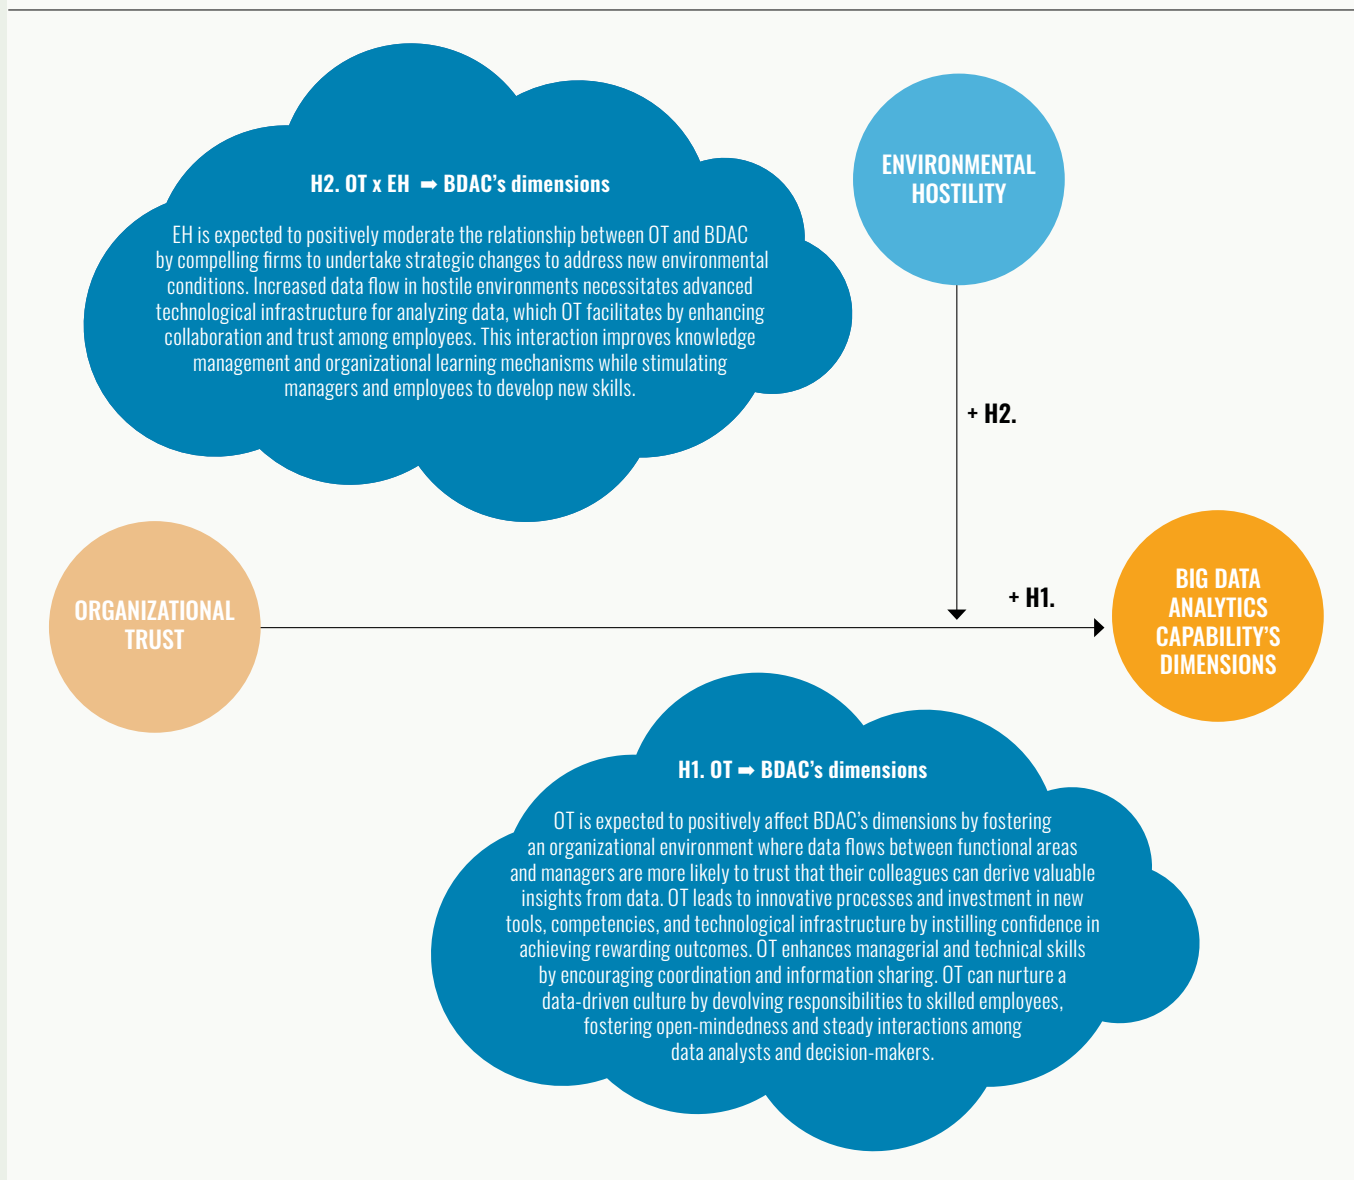 H2. OT x EH ➡ BDAC’s dimensions
EH is expected to positively moderate the relationship between OT and BDAC
by compelling firms to undertake strategic changes to address new environmental
conditions. Increased data flow in hostile environments necessitates advanced
technological infrastructure for analyzing data, which OT facilitates by enhancing
collaboration and trust among employees. This interaction improves knowledge
management and organizational learning mechanisms while stimulating
managers and employees to develop new skills.
ENVIRONMENTAL
HOSTILITY
+ H2.
ORGANIZATIONAL
TRUST
+ H1.
BIG DATA
ANALYTICS
CAPABILITY’S
DIMENSIONS
H1. OT ➡ BDAC’s dimensions
OT is expected to positively affect BDAC’s dimensions by fostering
an organizational environment where data flows between functional areas
and managers are more likely to trust that their colleagues can derive valuable
insights from data. OT leads to innovative processes and investment in new
tools, competencies, and technological infrastructure by instilling confidence in
achieving rewarding outcomes. OT enhances managerial and technical skills
by encouraging coordination and information sharing. OT can nurture a
data-driven culture by devolving responsibilities to skilled employees,
fostering open-mindedness and steady interactions among
data analysts and decision-makers.